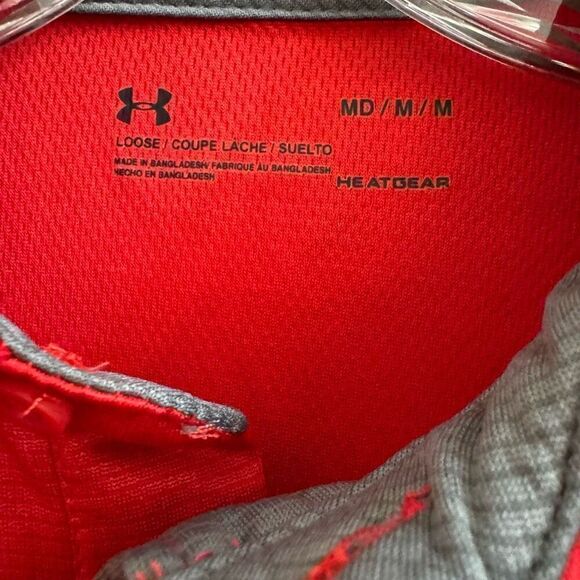 MD / M / M
LOOSE / COUPE LACHE / SUELTO
MADE IN BANGLADESH/ FABRIQUE AU BANGLADESH/
HECHO EN BANGLADESH
HEATGEAR